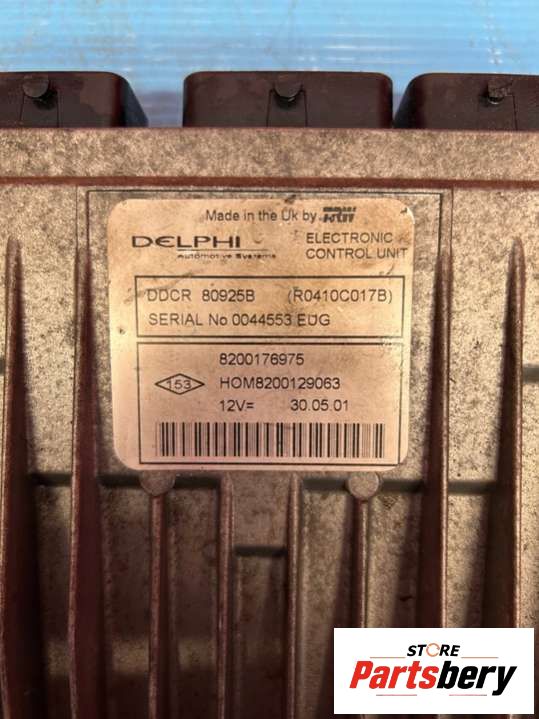 Made in the Uk by TRW
DELPHI
Automotive Systems
ELECTRONIC
CONTROL UNIT
DDCR 80925B (R0410C017B)
SERIAL No 0044553 EUG
8200176975
153
HOM8200129063
12V= 30.05.01
STORE
Partsbery